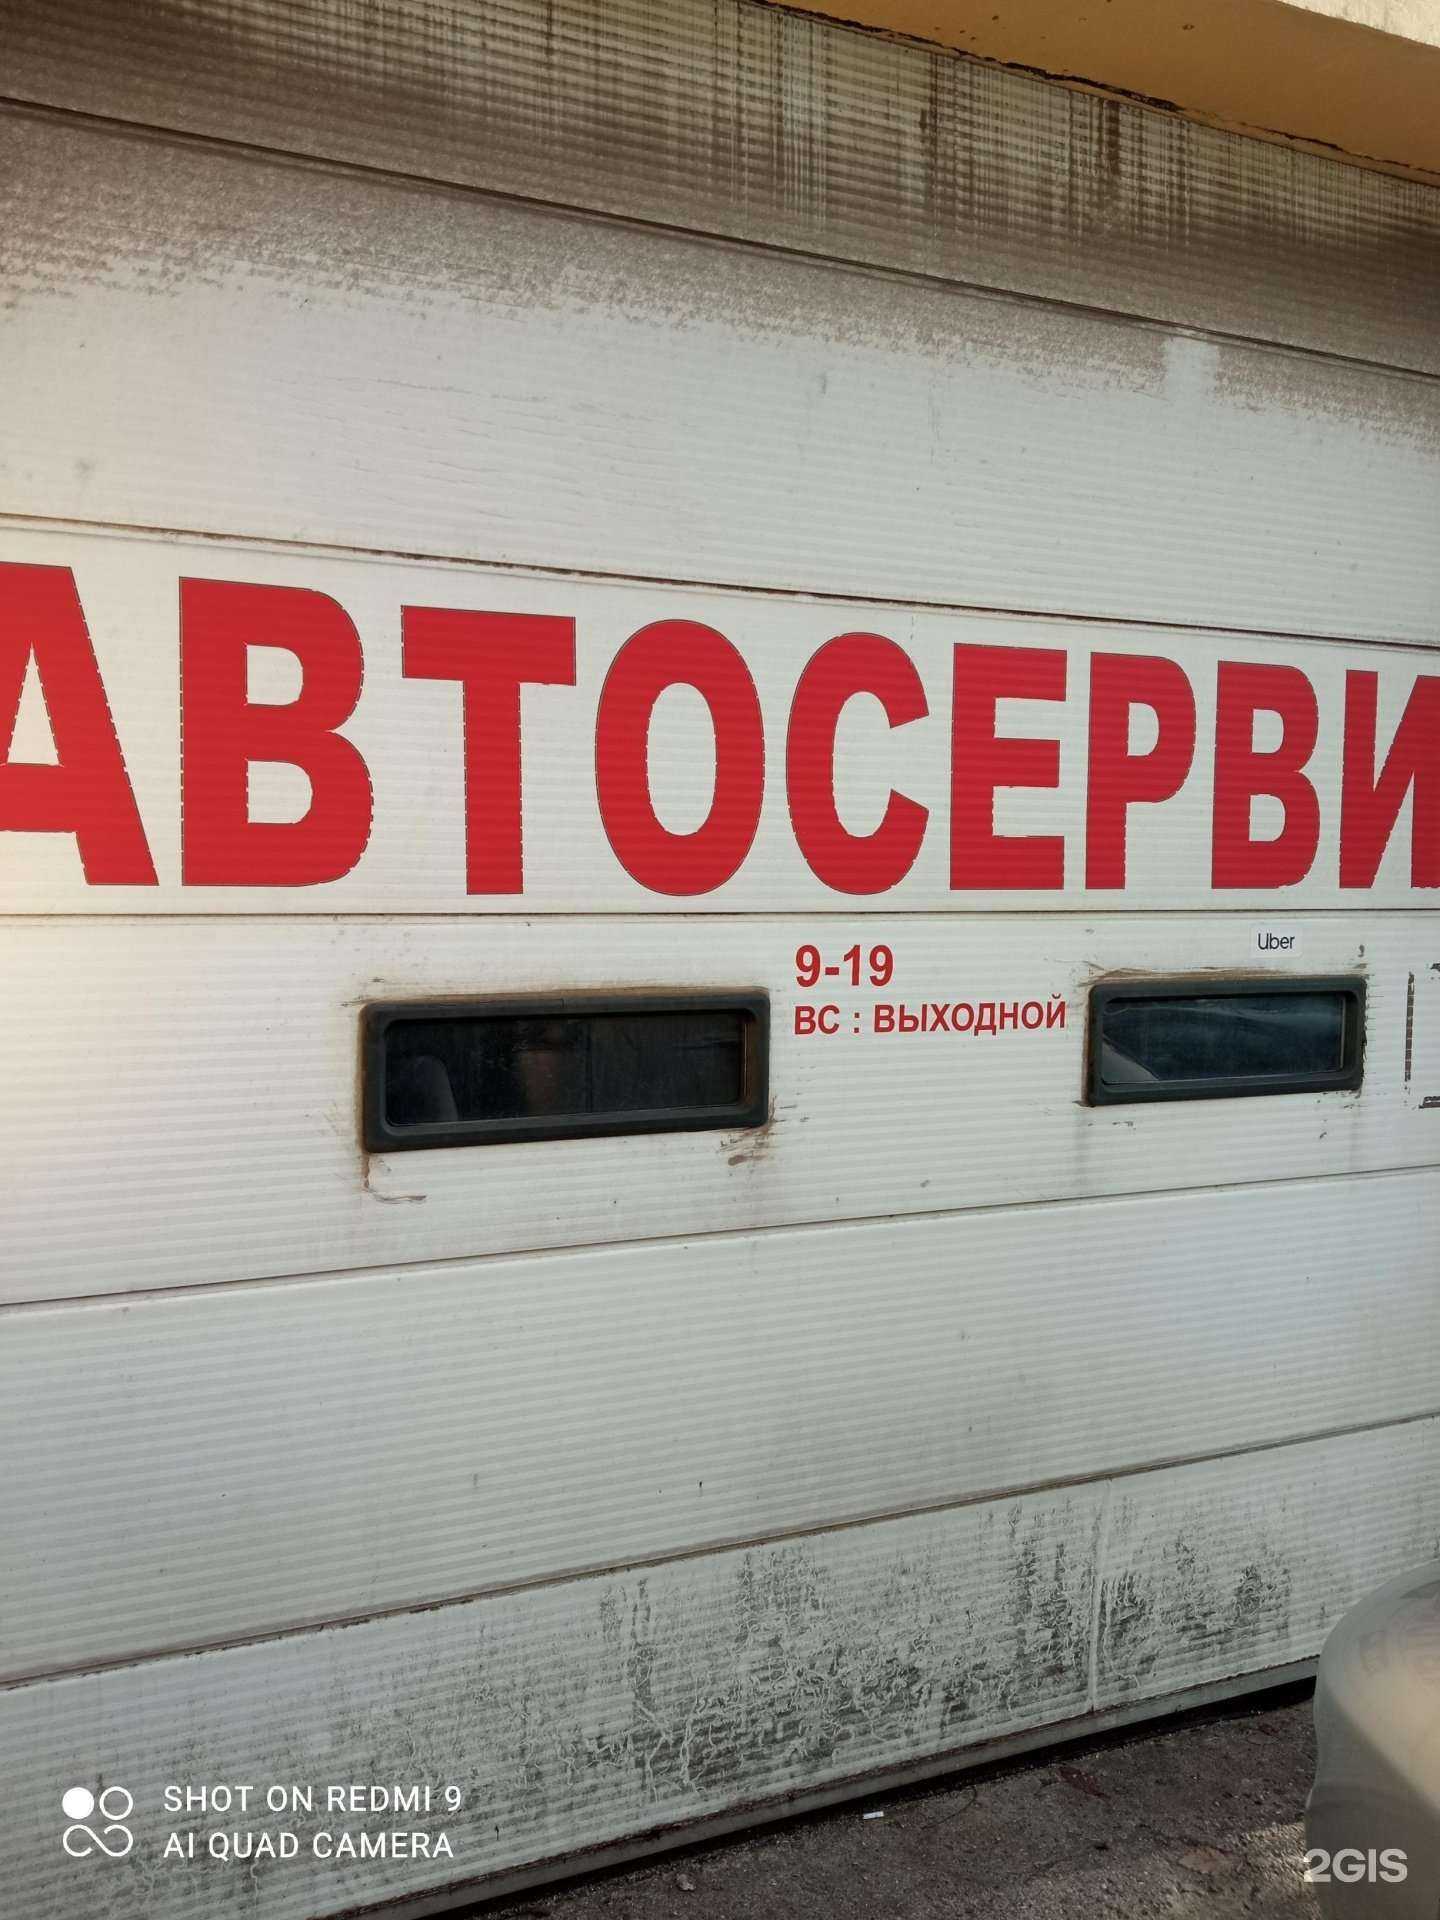 АВТОСЕРВИ
Uber
9-19
ВС : ВЫХОДНОЙ
SHOT ON REDMI 9
AI QUAD CAMERA
2GIS